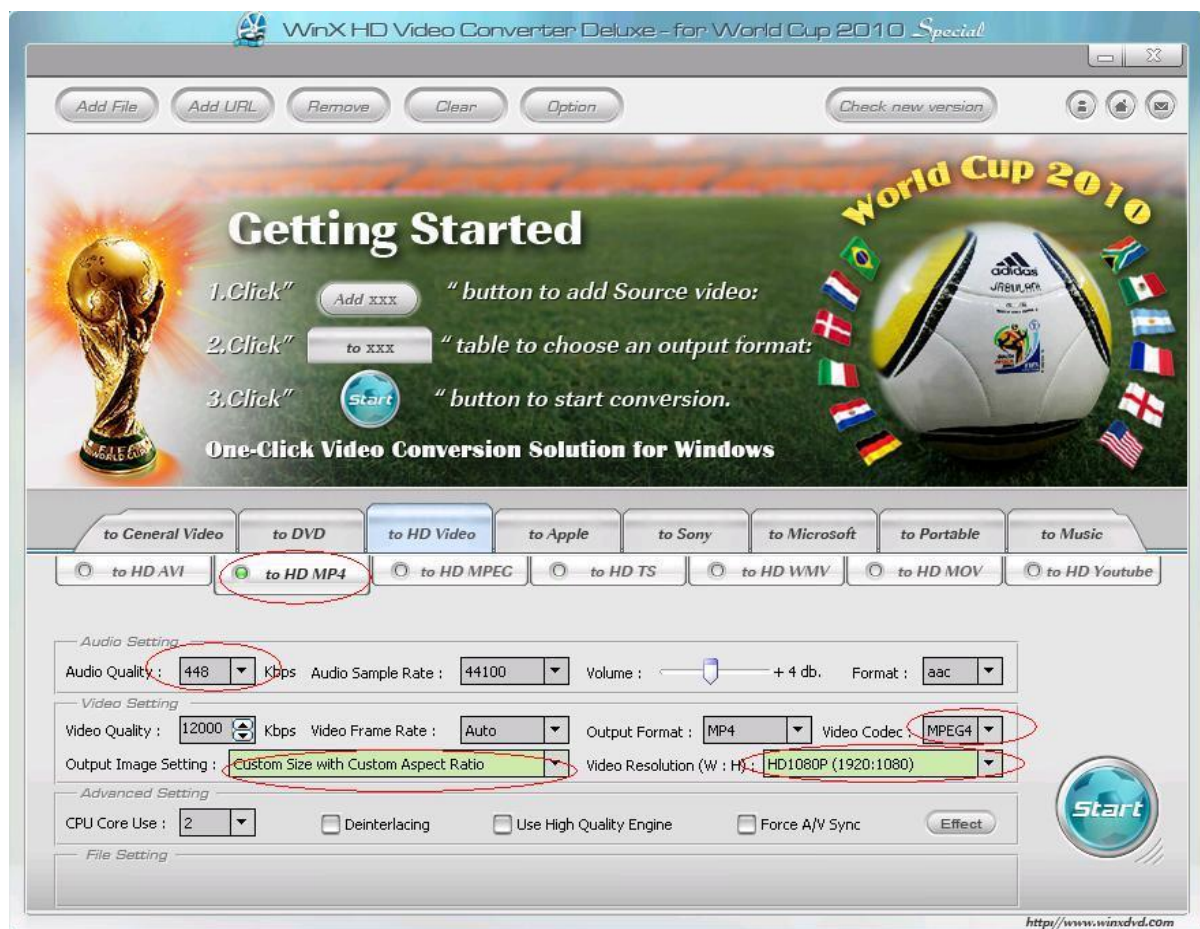 WinX HD Video Converter Deluxe - for World Cup 2010 Special
Add File Add URL Remove Clear Option Check new version
World Cup 2010
Getting Started
1.Click" Add xxx " button to add Source video:
2.Click" to xxx " table to choose an output format:
3.Click" Start " button to start conversion.
One-Click Video Conversion Solution for Windows
adidas
JABULANI
FIFA
WORLD CUP
to General Video to DVD to HD Video to Apple to Sony to Microsoft to Portable to Music
to HD AVI to HD MP4 to HD MPEG to HD TS to HD WMV to HD MOV to HD Youtube
Audio Setting
Audio Quality : 448 Kbps Audio Sample Rate : 44100 Volume : + 4 db. Format : aac
Video Setting
Video Quality : 12000 Kbps Video Frame Rate : Auto Output Format : MP4 Video Codec : MPEG4
Output Image Setting : Custom Size with Custom Aspect Ratio Video Resolution (W : H) : HD1080P (1920:1080)
Advanced Setting
CPU Core Use : 2 Deinterlacing Use High Quality Engine Force A/V Sync Effect
Start
File Setting
http://www.winxdvd.com